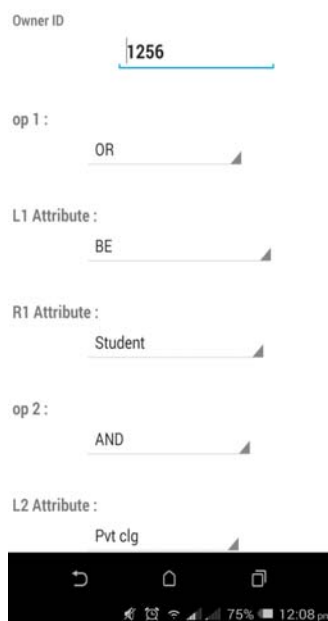 Owner ID
1256
op 1 :
OR
L1 Attribute :
BE
R1 Attribute :
Student
op 2 :
AND
L2 Attribute :
Pvt clg
75% 12:08 pm